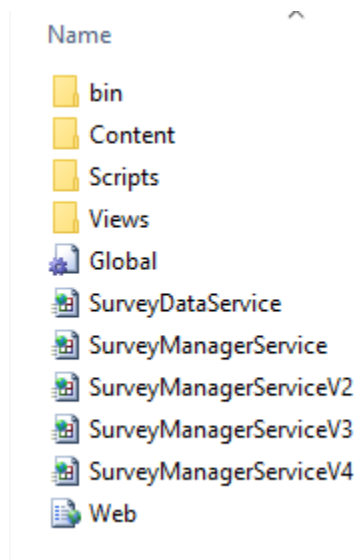 Name
bin
Content
Scripts
Views
Global
SurveyDataService
SurveyManagerService
SurveyManagerServiceV2
SurveyManagerServiceV3
SurveyManagerServiceV4
Web